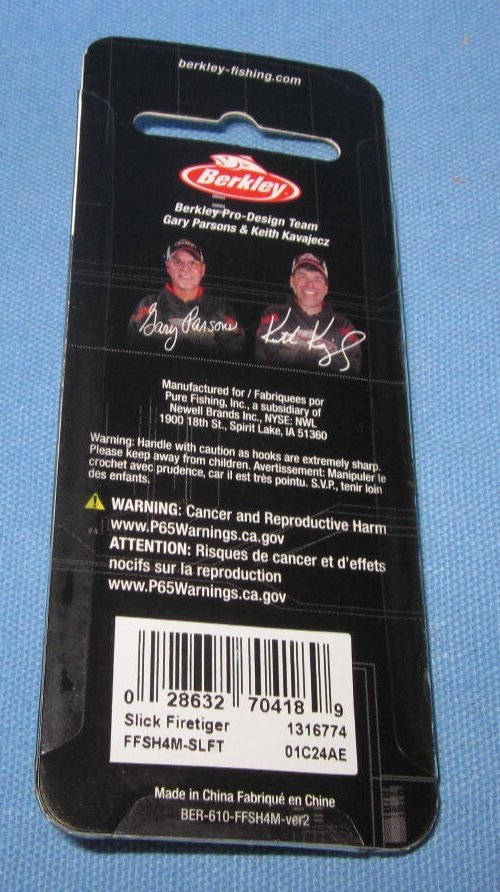 berkley-fishing.com
Berkley
Berkley Pro-Design Team
Gary Parsons & Keith Kavajecz
Gary Parsons
Manufactured for / Fabriquees por
Pure Fishing, Inc., a subsidiary of
Newell Brands Inc., NYSE: NWL
1900 18th St., Spirit Lake, IA 51360
Warning: Handle with caution as hooks are extremely sharp.
Please keep away from children. Avertissement: Manipuler le
crochet avec prudence, car il est très pointu. S.V.P., tenir loin
des enfants.
WARNING: Cancer and Reproductive Harm
www.P65Warnings.ca.gov
ATTENTION: Risques de cancer et d'effets
nocifs sur la reproduction
www.P65Warnings.ca.gov
0 28632 70418 9
Slick Firetiger 1316774
FFSH4M-SLFT 01C24AE
Made in China Fabriqué en Chine
BER-610-FFSH4M-ver2